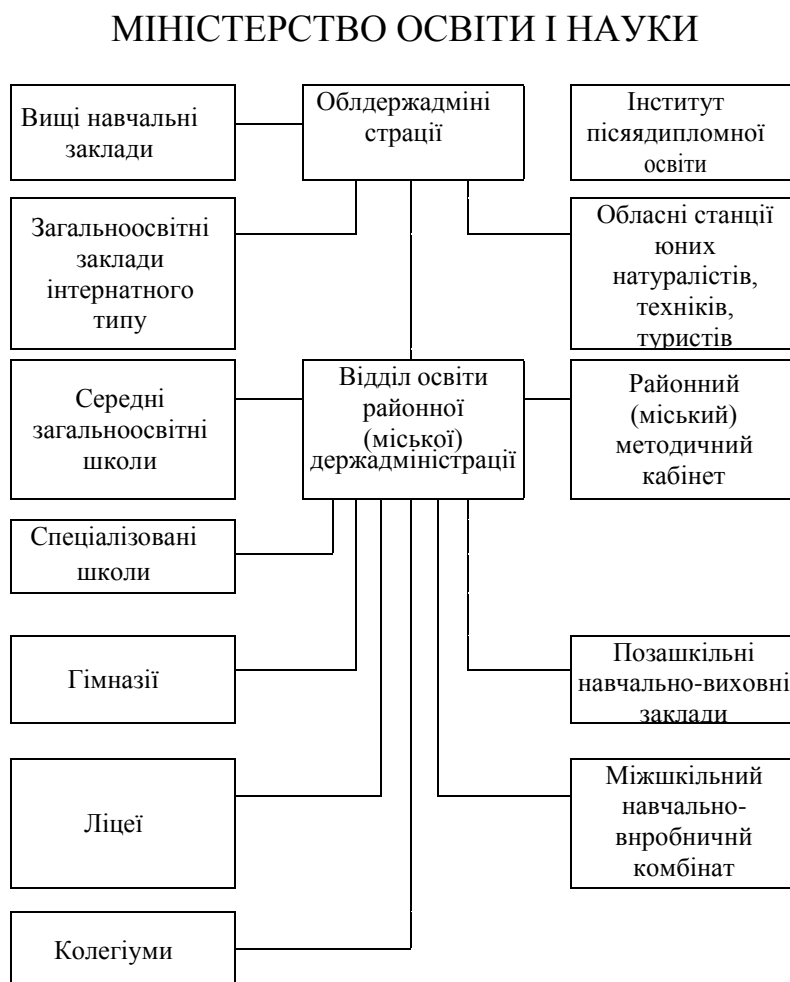 МІНІСТЕРСТВО ОСВІТИ І НАУКИ
Вищі навчальні
заклади
Облдержадміні
страції
Інститут
післядипломної
освіти
Загальноосвітні
заклади
інтернатного
типу
Обласні станції
юних
натуралістів,
техніків,
туристів
Середні
загальноосвітні
школи
Відділ освіти
районної
(міської)
держадміністрації
Районний
(міський)
методичний
кабінет
Спеціалізовані
школи
Гімназії
Позашкільні
навчально-виховні
заклади
Ліцеї
Міжшкільний
навчально-
внробничнй
комбінат
Колегіуми